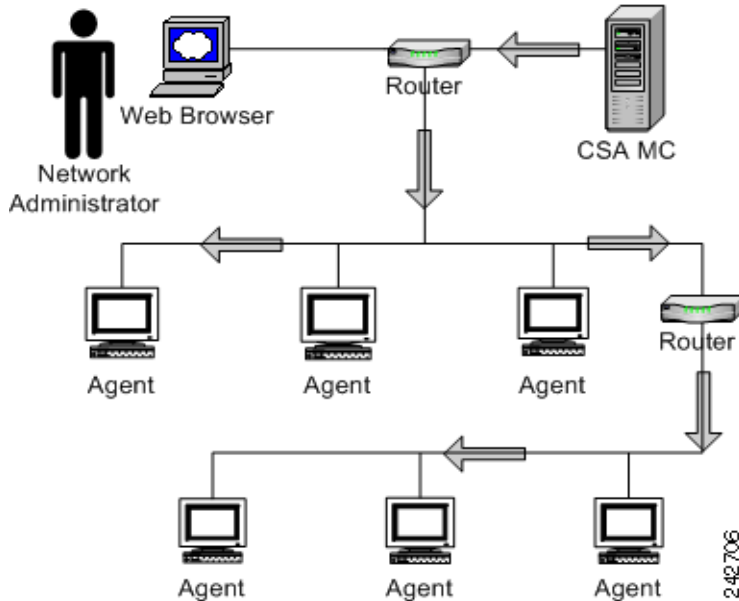 Router
Web Browser
CSA MC
Network
Administrator
Agent
Agent
Agent
Router
Agent
Agent
Agent
242706